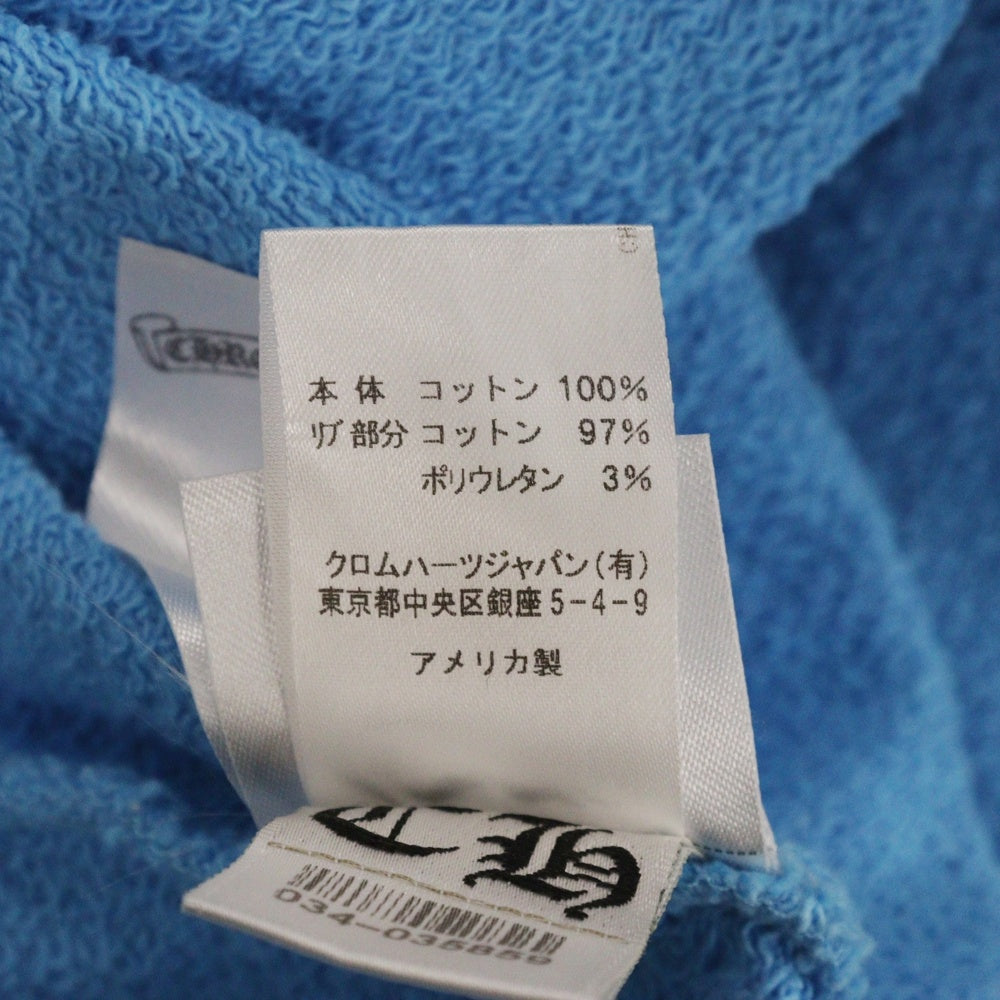 本体 コットン 100%
リブ部分 コットン 97%
ポリウレタン 3%
クロムハーツジャパン(有)
東京都中央区銀座5-4-9
アメリカ製
034-035859